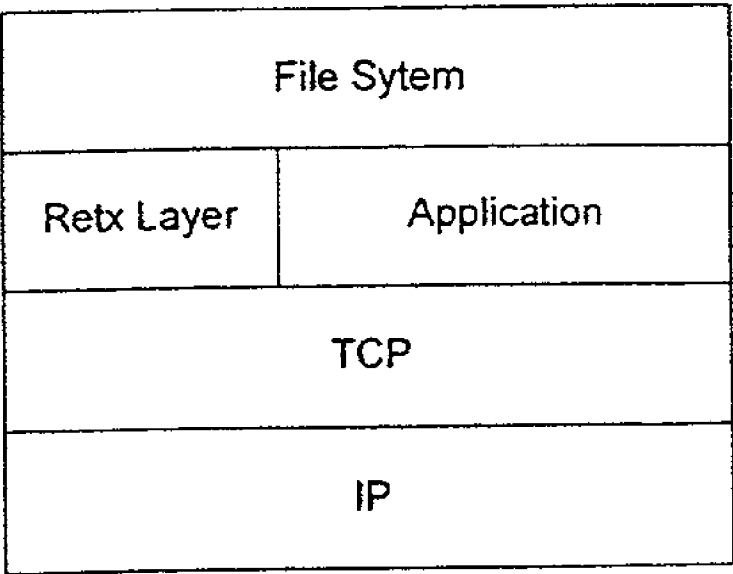 File Sytem
Retx Layer
Application
TCP
IP